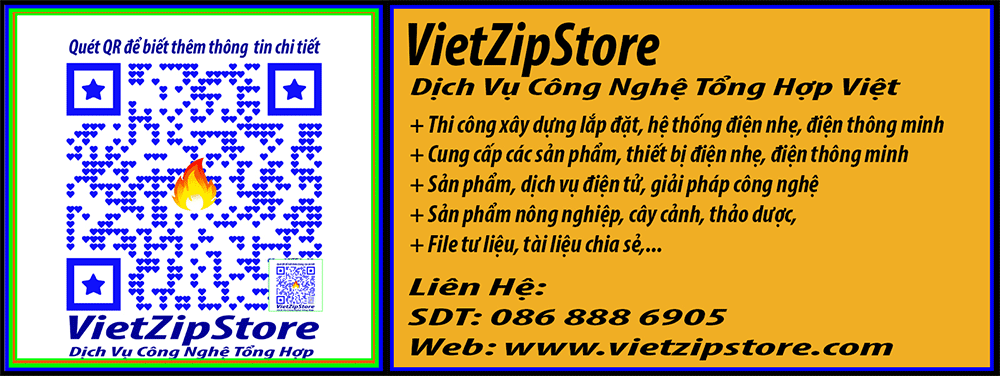 Quét QR để biết thêm thông tin chi tiết
VietZipStore
Dịch Vụ Công Nghệ Tổng Hợp
VietZipStore
VietZipStore
Dịch Vụ Công Nghệ Tổng Hợp Việt
+ Thi công xây dựng lắp đặt, hệ thống điện nhẹ, điện thông minh
+ Cung cấp các sản phẩm, thiết bị điện nhẹ, điện thông minh
+ Sản phẩm, dịch vụ điện tử, giải pháp công nghệ
+ Sản phẩm nông nghiệp, cây cảnh, thảo dược,
+ File tư liệu, tài liệu chia sẻ,...
Liên Hệ:
SDT: 086 888 6905
Web: www.vietzipstore.com